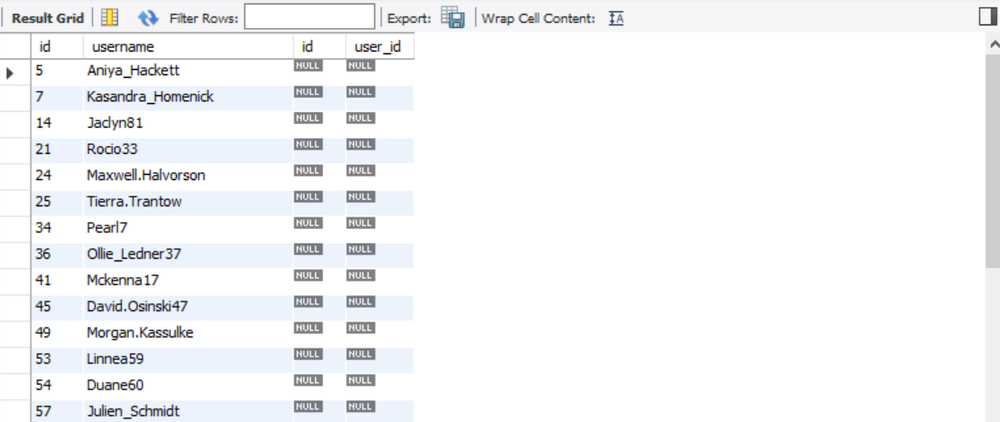 Result Grid Filter Rows: Export: Wrap Cell Content: IA
id username id user_id
5 Aniya_Hackett NULL NULL
7 Kasandra_Homenick NULL NULL
14 Jaclyn81 NULL NULL
21 Rocio33 NULL NULL
24 Maxwell.Halvorson NULL NULL
25 Tierra.Trantow NULL NULL
34 Pearl7 NULL NULL
36 Ollie_Ledner37 NULL NULL
41 Mckenna17 NULL NULL
45 David.Osinski47 NULL NULL
49 Morgan.Kassulke NULL NULL
53 Linnea59 NULL NULL
54 Duane60 NULL NULL
57 Julien_Schmidt NULL NULL